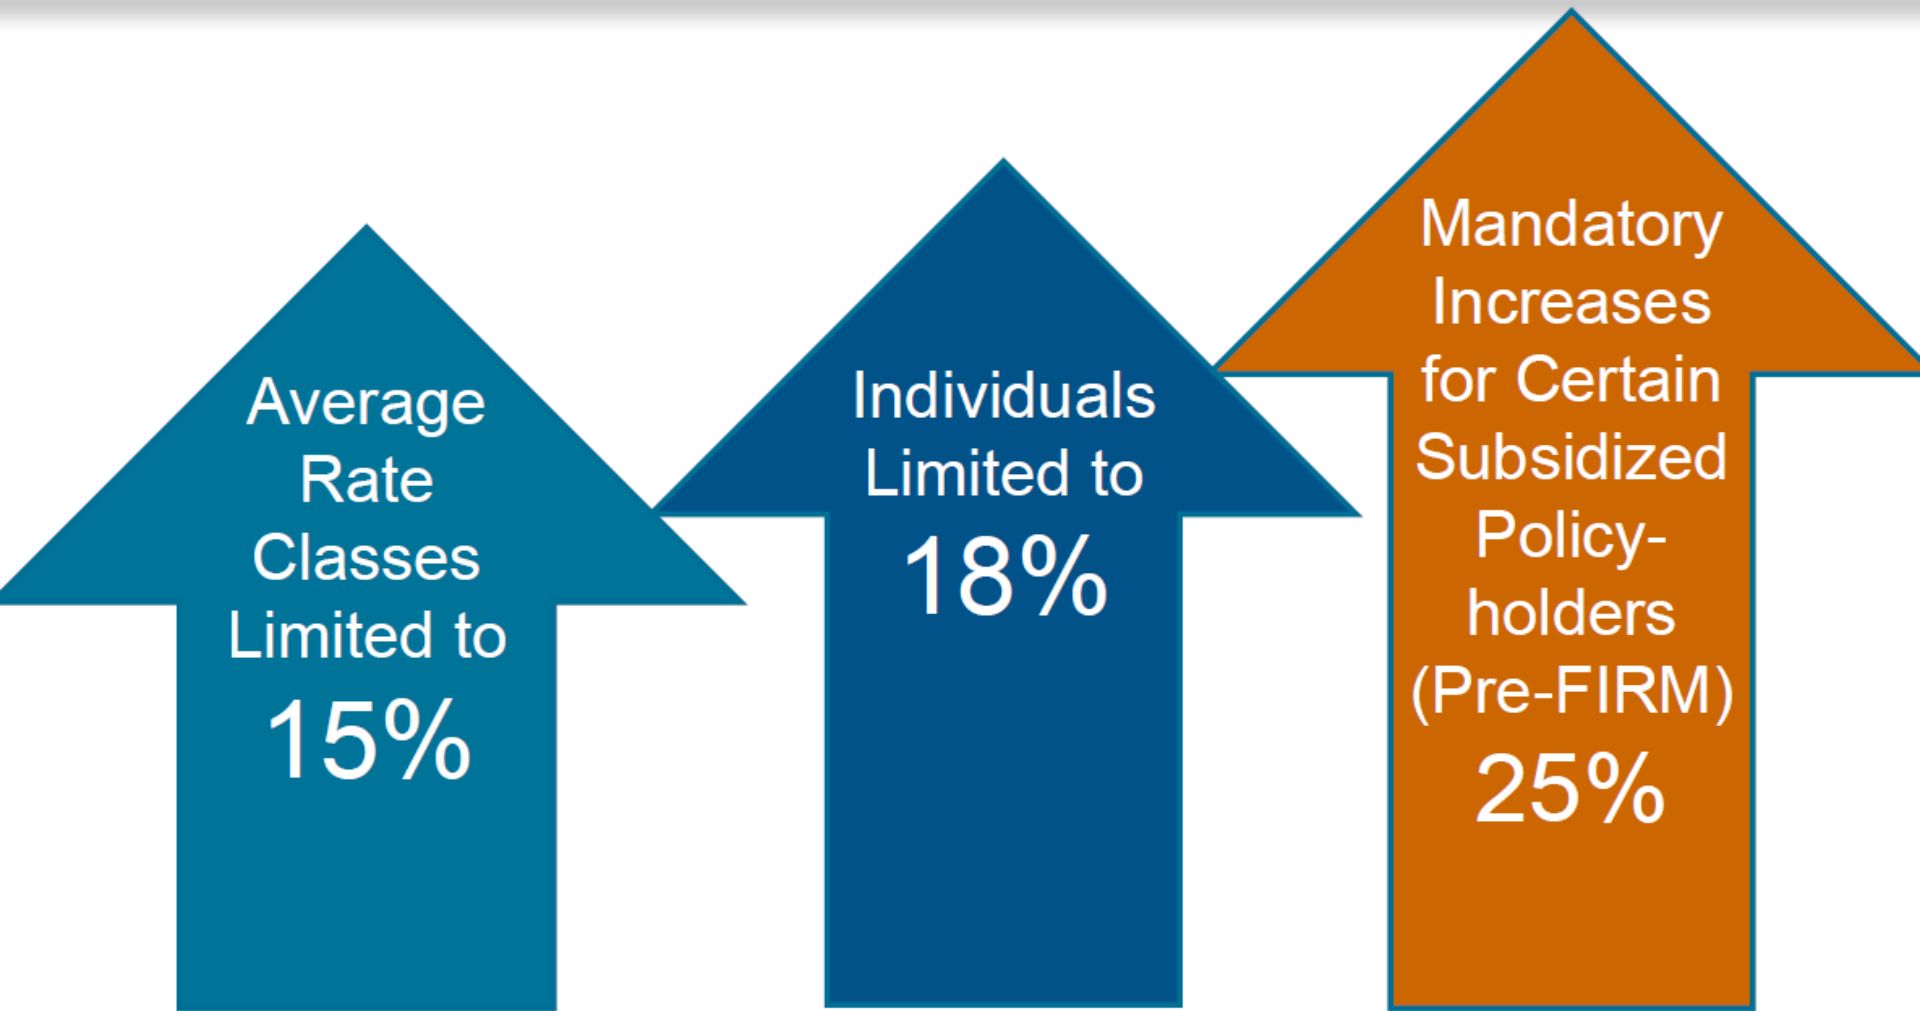 Average
Rate
Classes
Limited to
15%
Individuals
Limited to
18%
Mandatory
Increases
for Certain
Subsidized
Policy-
holders
(Pre-FIRM)
25%